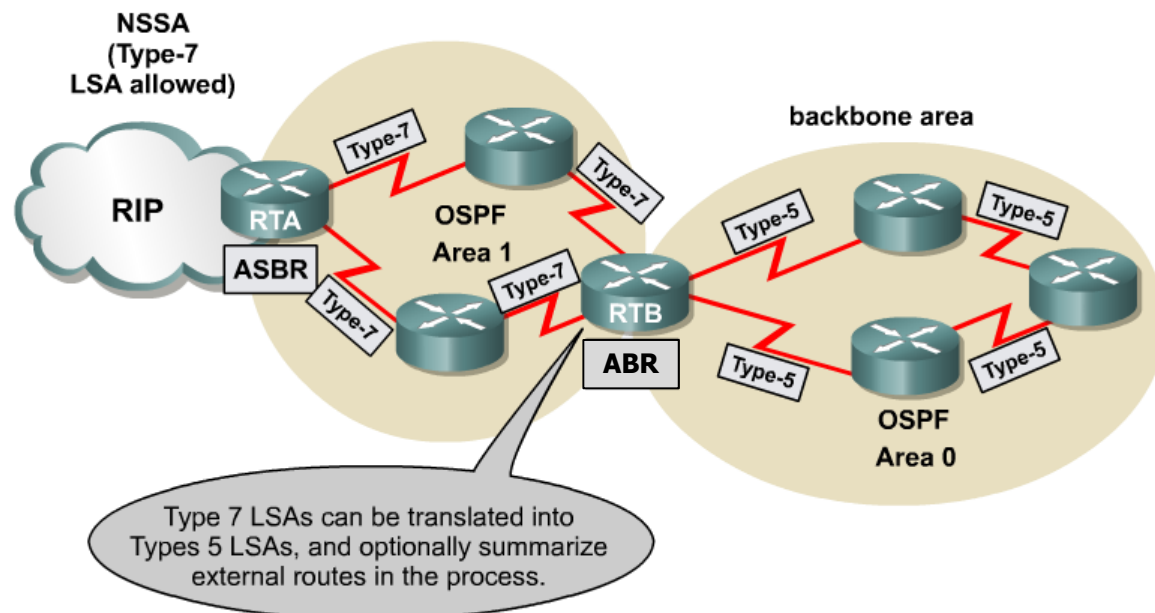 NSSA
(Type-7
LSA allowed)
backbone area
RIP
RTA
ASBR
Type-7
Type-7
OSPF
Area 1
Type-7
Type-7
RTB
ABR
Type-5
Type-5
Type-5
Type-5
OSPF
Area 0
Type 7 LSAs can be translated into
Types 5 LSAs, and optionally summarize
external routes in the process.